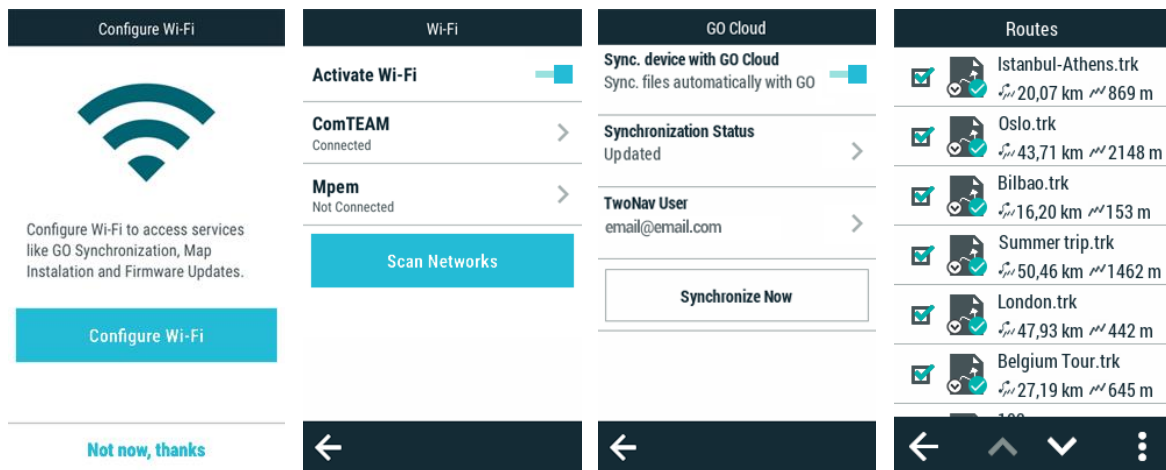 Configure Wi-Fi
Configure Wi-Fi to access services
like GO Synchronization, Map
Instalation and Firmware Updates.
Configure Wi-Fi
Not now, thanks
Wi-Fi
Activate Wi-Fi
ComTEAM
Connected
Mpem
Not Connected
Scan Networks
GO Cloud
Sync. device with GO Cloud
Sync. files automatically with GO
Synchronization Status
Updated
TwoNav User
email@email.com
Synchronize Now
Routes
Istanbul-Athens.trk
20,07 km 869 m
Oslo.trk
43,71 km 2148 m
Bilbao.trk
16,20 km 153 m
Summer trip.trk
50,46 km 1462 m
London.trk
47,93 km 442 m
Belgium Tour.trk
27,19 km 645 m